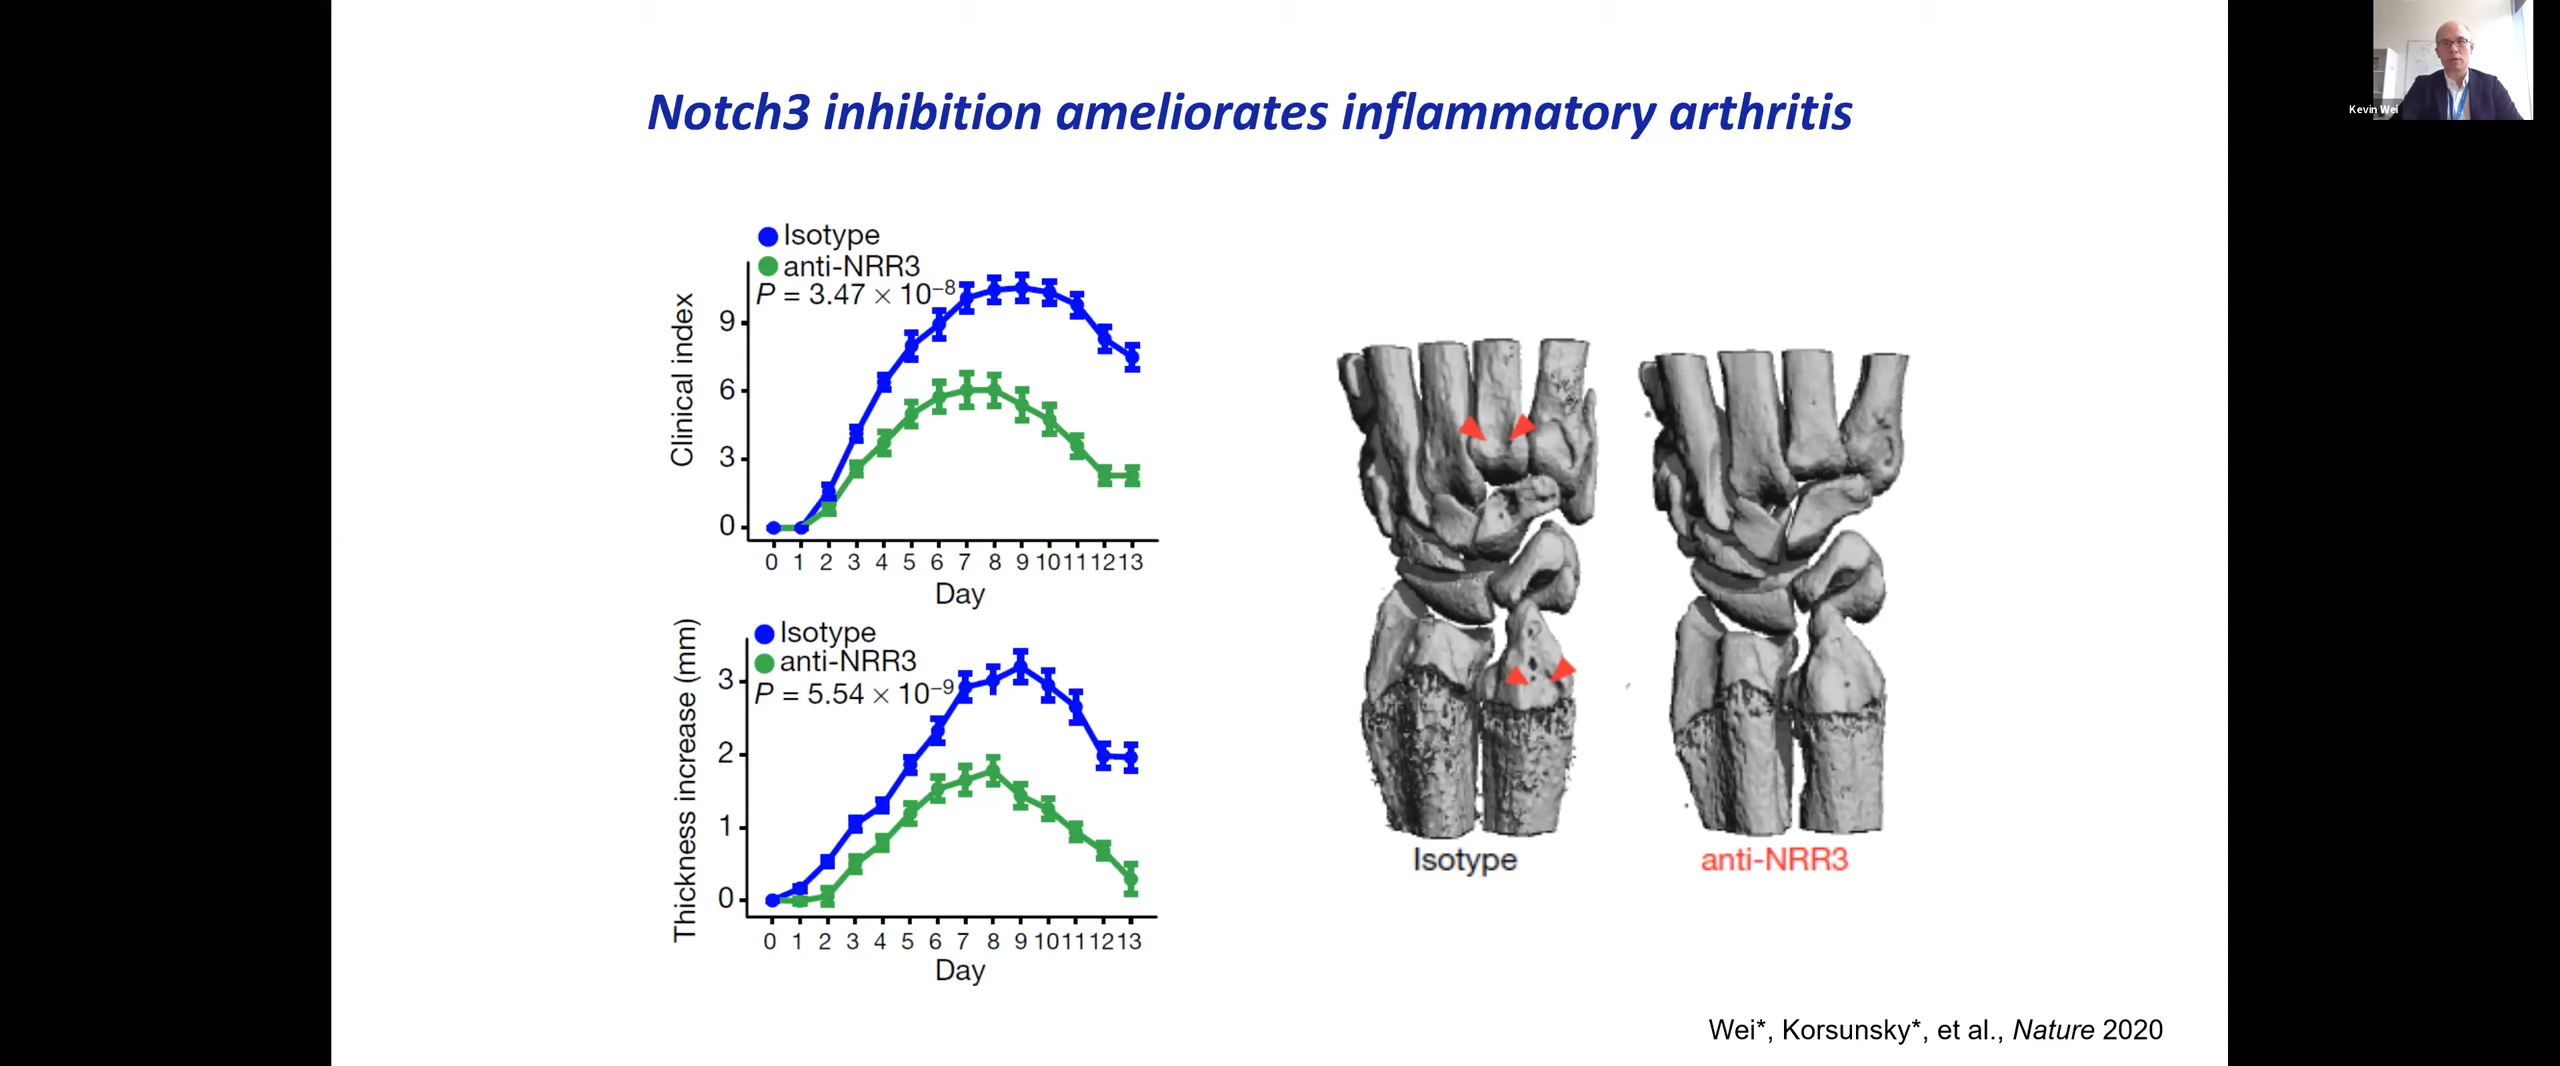 Notch3 inhibition ameliorates inflammatory arthritis
Kevin Wei
Isotype
anti-NRR3
P = 3.47 × 10⁻⁸
Clinical index
9
6
3
0
0 1 2 3 4 5 6 7 8 9 10 11 12 13
Day
Isotype
anti-NRR3
P = 5.54 × 10⁻⁹
Thickness increase (mm)
3
2
1
0
0 1 2 3 4 5 6 7 8 9 10 11 12 13
Day
Isotype
anti-NRR3
Wei*, Korsunsky*, et al., Nature 2020